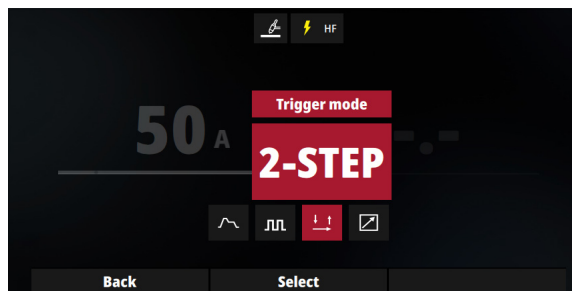 HF
Trigger mode
50 A
2-STEP
Back
Select